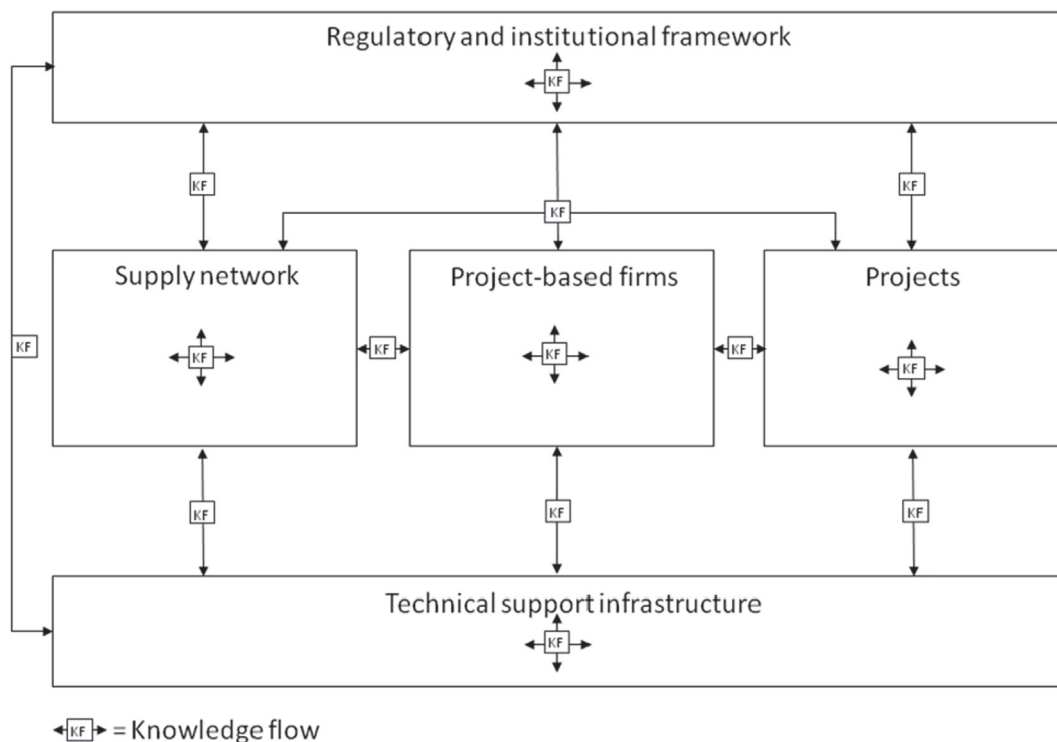 Regulatory and institutional framework
KF
KF
KF
KF
KF
Supply network
Project-based firms
Projects
KF
KF
KF
KF
KF
KF
KF
KF
KF
Technical support infrastructure
KF
KF = Knowledge flow